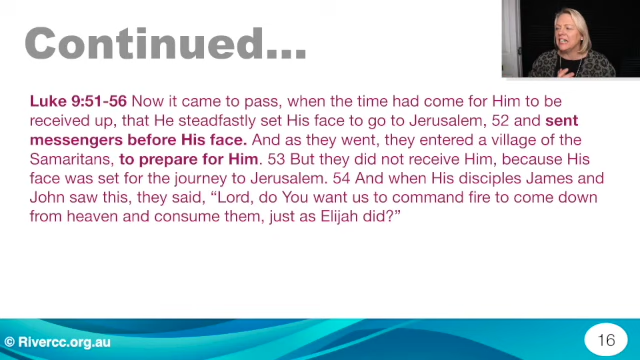 Continued...
Luke 9:51-56 Now it came to pass, when the time had come for Him to be
received up, that He steadfastly set His face to go to Jerusalem, 52 and sent
messengers before His face. And as they went, they entered a village of the
Samaritans, to prepare for Him. 53 But they did not receive Him, because His
face was set for the journey to Jerusalem. 54 And when His disciples James and
John saw this, they said, “Lord, do You want us to command fire to come down
from heaven and consume them, just as Elijah did?”
© Rivercc.org.au
16